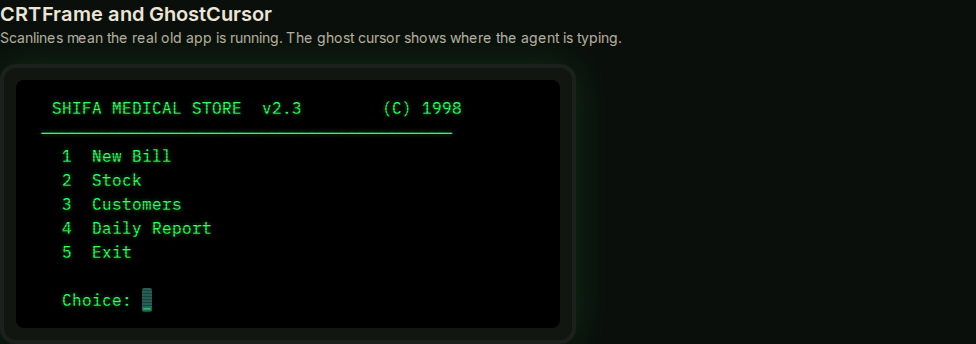 CRTFrame and GhostCursor
Scanlines mean the real old app is running. The ghost cursor shows where the agent is typing.
SHIFA MEDICAL STORE  v2.3        (C) 1998
1  New Bill
2  Stock
3  Customers
4  Daily Report
5  Exit
Choice: